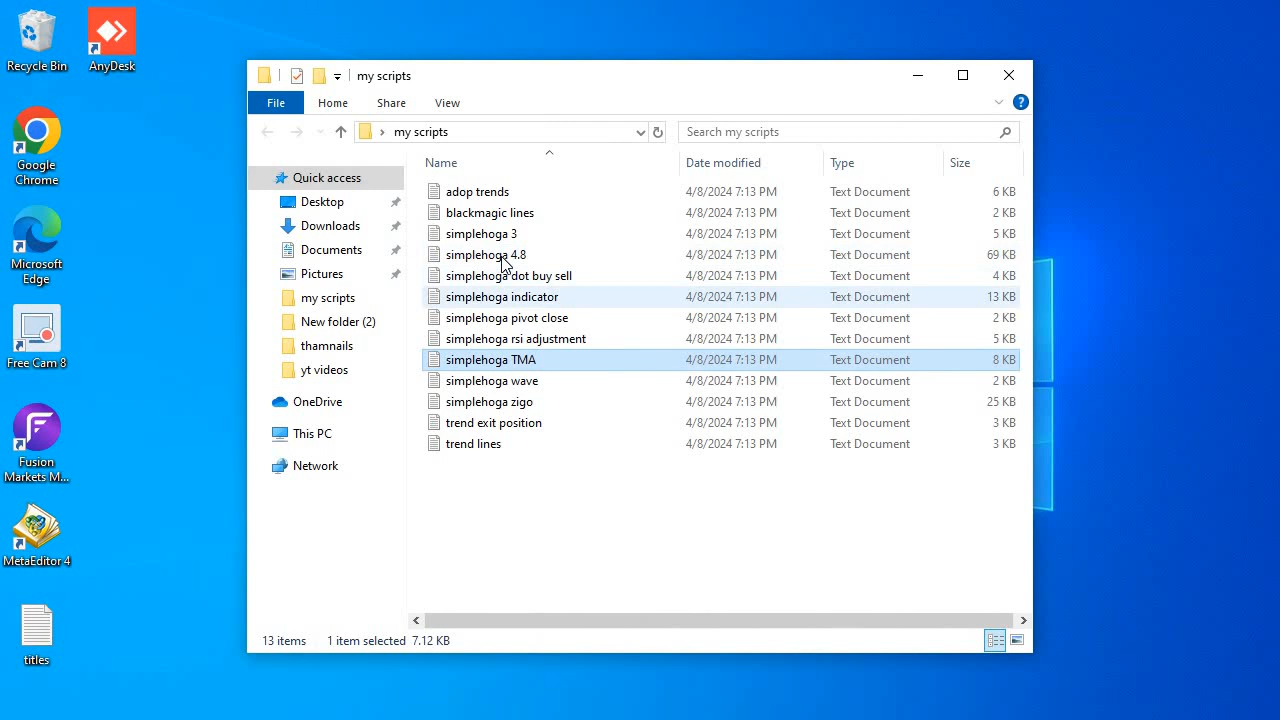 Recycle Bin
AnyDesk
Google
Chrome
Microsoft
Edge
Free Cam 8
Fusion
Markets M...
MetaEditor 4
titles
my scripts
File
Home
Share
View
my scripts
Search my scripts
Name
Date modified
Type
Size
Quick access
Desktop
Downloads
Documents
Pictures
my scripts
New folder (2)
thamnails
yt videos
OneDrive
This PC
Network
adop trends 4/8/2024 7:13 PM Text Document 6 KB
blackmagic lines 4/8/2024 7:13 PM Text Document 2 KB
simplehoga 3 4/8/2024 7:13 PM Text Document 5 KB
simplehoga 4.8 4/8/2024 7:13 PM Text Document 69 KB
simplehoga dot buy sell 4/8/2024 7:13 PM Text Document 4 KB
simplehoga indicator 4/8/2024 7:13 PM Text Document 13 KB
simplehoga pivot close 4/8/2024 7:13 PM Text Document 2 KB
simplehoga rsi adjustment 4/8/2024 7:13 PM Text Document 5 KB
simplehoga TMA 4/8/2024 7:13 PM Text Document 8 KB
simplehoga wave 4/8/2024 7:13 PM Text Document 2 KB
simplehoga zigo 4/8/2024 7:13 PM Text Document 25 KB
trend exit position 4/8/2024 7:13 PM Text Document 3 KB
trend lines 4/8/2024 7:13 PM Text Document 3 KB
13 items 1 item selected 7.12 KB